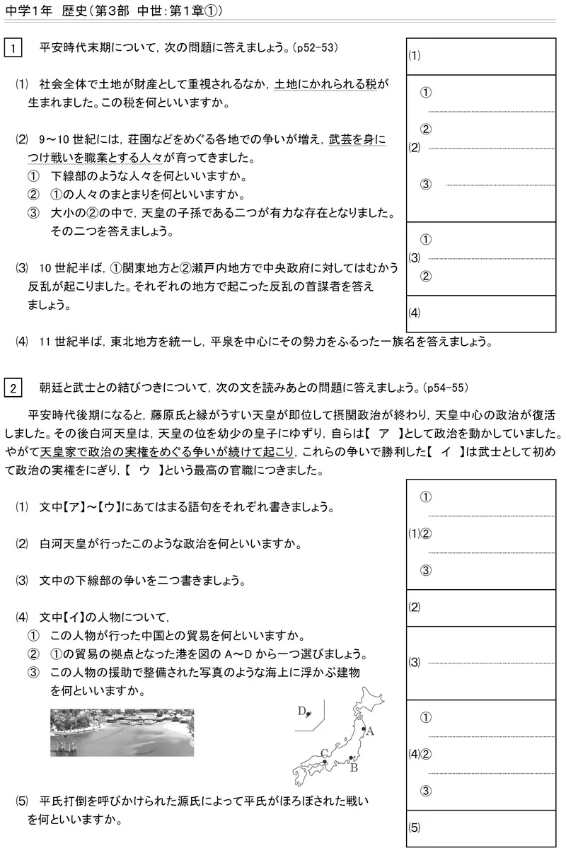 中学1年 歴史(第3部 中世:第1章①)
1 平安時代末期について,次の問題に答えましょう。(p52-53)
⑴ 社会全体で土地が財産として重視されるなか,土地にかれられる税が
生まれました。この税を何といいますか。
⑵ 9~10世紀には,荘園などをめぐる各地での争いが増え,武芸を身に
つけ戦いを職業とする人々が育ってきました。
① 下線部のような人々を何といいますか。
② ①の人々のまとまりを何といいますか。
③ 大小の②の中で,天皇の子孫である二つが有力な存在となりました。
その二つを答えましょう。
⑶ 10世紀半ば,①関東地方と②瀬戸内地方で中央政府に対してはむかう
反乱が起こりました。それぞれの地方で起こった反乱の首謀者を答え
ましょう。
⑷ 11世紀半ば,東北地方を統一し,平泉を中心にその勢力をふるった一族名を答えましょう。
⑴
①
②
⑵
③
①
⑶
②
⑷
2 朝廷と武士との結びつきについて,次の文を読みあとの問題に答えましょう。(p54-55)
平安時代後期になると,藤原氏と縁がうすい天皇が即位して摂関政治が終わり,天皇中心の政治が復活
しました。その後白河天皇は,天皇の位を幼少の皇子にゆずり,自らは【 ア 】として政治を動かしていました。
やがて天皇家で政治の実権をめぐる争いが続けて起こり,これらの争いで勝利した【 イ 】は武士として初め
て政治の実権をにぎり,【 ウ 】という最高の官職につきました。
⑴ 文中【ア】~【ウ】にあてはまる語句をそれぞれ書きましょう。
⑵ 白河天皇が行ったこのような政治を何といいますか。
⑶ 文中の下線部の争いを二つ書きましょう。
⑷ 文中【イ】の人物について,
① この人物が行った中国との貿易を何といいますか。
② ①の貿易の拠点となった港を図のA~Dから一つ選びましょう。
③ この人物の援助で整備された写真のような海上に浮かぶ建物
を何といいますか。
D
A
C
B
⑸ 平氏打倒を呼びかけられた源氏によって平氏がほろぼされた戦い
を何といいますか。
①
⑴②
③
⑵
⑶
①
⑷②
③
⑸